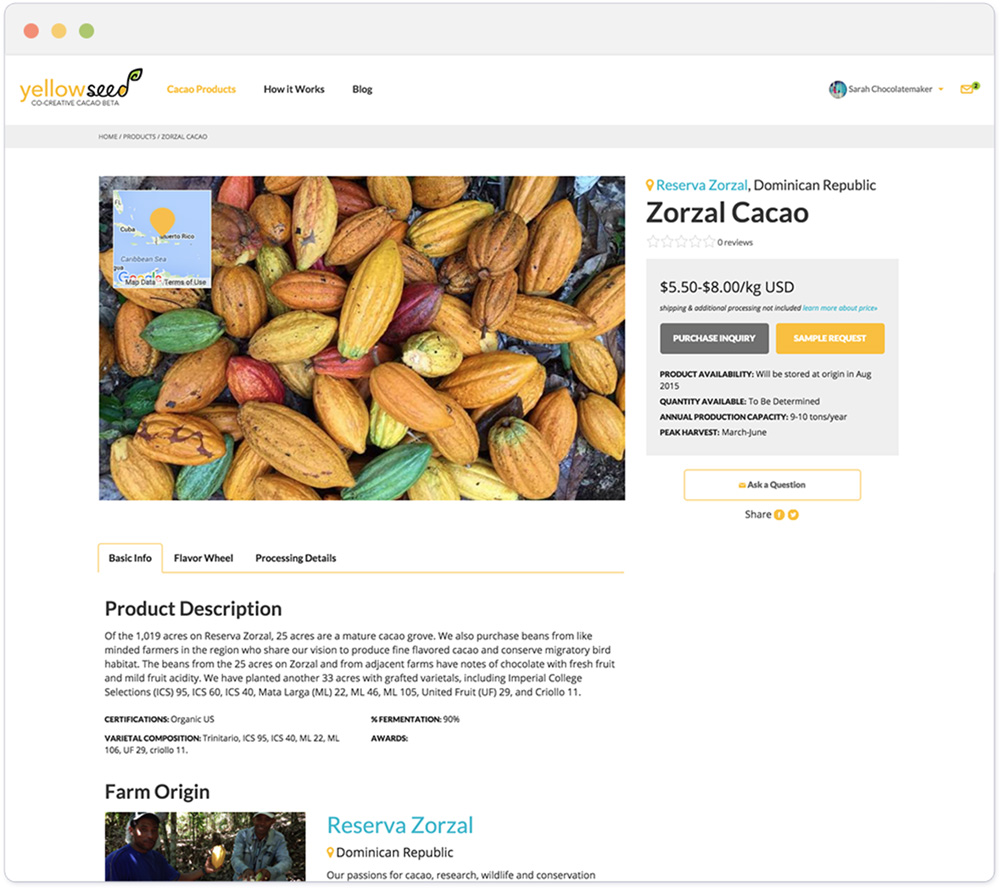 yellowseed
CO-CREATIVE CACAO BETA
Cacao Products
How it Works
Blog
Sarah Chocolatemaker
2
HOME / PRODUCTS / ZORZAL CACAO
FL
Cuba
Puerto Rico
Caribbean Sea
gua
Google
Map Data
Terms of Use
Reserva Zorzal, Dominican Republic
Zorzal Cacao
0 reviews
$5.50-$8.00/kg USD
shipping & additional processing not included learn more about price»
PURCHASE INQUIRY
SAMPLE REQUEST
PRODUCT AVAILABILITY: Will be stored at origin in Aug
2015
QUANTITY AVAILABLE: To Be Determined
ANNUAL PRODUCTION CAPACITY: 9-10 tons/year
PEAK HARVEST: March-June
Ask a Question
Share
Basic Info
Flavor Wheel
Processing Details
Product Description
Of the 1,019 acres on Reserva Zorzal, 25 acres are a mature cacao grove. We also purchase beans from like
minded farmers in the region who share our vision to produce fine flavored cacao and conserve migratory bird
habitat. The beans from the 25 acres on Zorzal and from adjacent farms have notes of chocolate with fresh fruit
and mild fruit acidity. We have planted another 33 acres with grafted varietals, including Imperial College
Selections (ICS) 95, ICS 60, ICS 40, Mata Larga (ML) 22, ML 46, ML 105, United Fruit (UF) 29, and Criollo 11.
CERTIFICATIONS: Organic US
% FERMENTATION: 90%
VARIETAL COMPOSITION: Trinitario, ICS 95, ICS 40, ML 22, ML
106, UF 29, criollo 11.
AWARDS:
Farm Origin
Reserva Zorzal
Dominican Republic
Our passions for cacao, research, wildlife and conservation